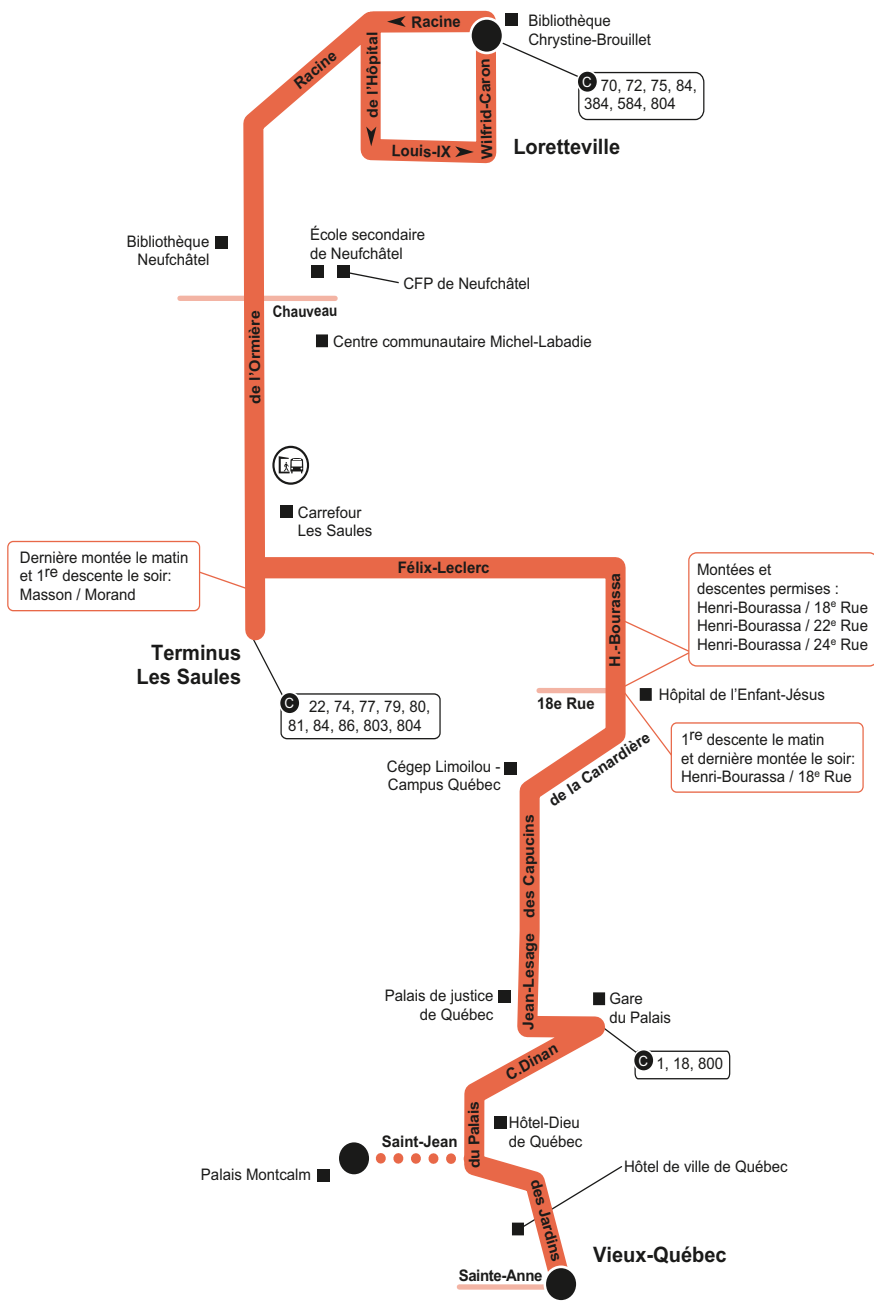 Racine
Bibliothèque
Chrystine-Brouillet
Racine
de l'Hôpital
Wilfrid-Caron
C 70, 72, 75, 84,
384, 584, 804
Louis-IX
Loretteville
Bibliothèque
Neufchâtel
École secondaire
de Neufchâtel
CFP de Neufchâtel
Chauveau
de l'Ormière
Centre communautaire Michel-Labadie
Carrefour
Les Saules
Dernière montée le matin
et 1re descente le soir:
Masson / Morand
Félix-Leclerc
H.-Bourassa
Montées et
descentes permises :
Henri-Bourassa / 18e Rue
Henri-Bourassa / 22e Rue
Henri-Bourassa / 24e Rue
Terminus
Les Saules
C 22, 74, 77, 79, 80,
81, 84, 86, 803, 804
18e Rue
Hôpital de l'Enfant-Jésus
1re descente le matin
et dernière montée le soir:
Henri-Bourassa / 18e Rue
Cégep Limoilou -
Campus Québec
de la Canardière
des Capucins
Jean-Lesage
Palais de justice
de Québec
Gare
du Palais
C 1, 18, 800
C.Dinan
du Palais
Hôtel-Dieu
de Québec
Saint-Jean
Palais Montcalm
Hôtel de ville de Québec
des Jardins
Vieux-Québec
Sainte-Anne